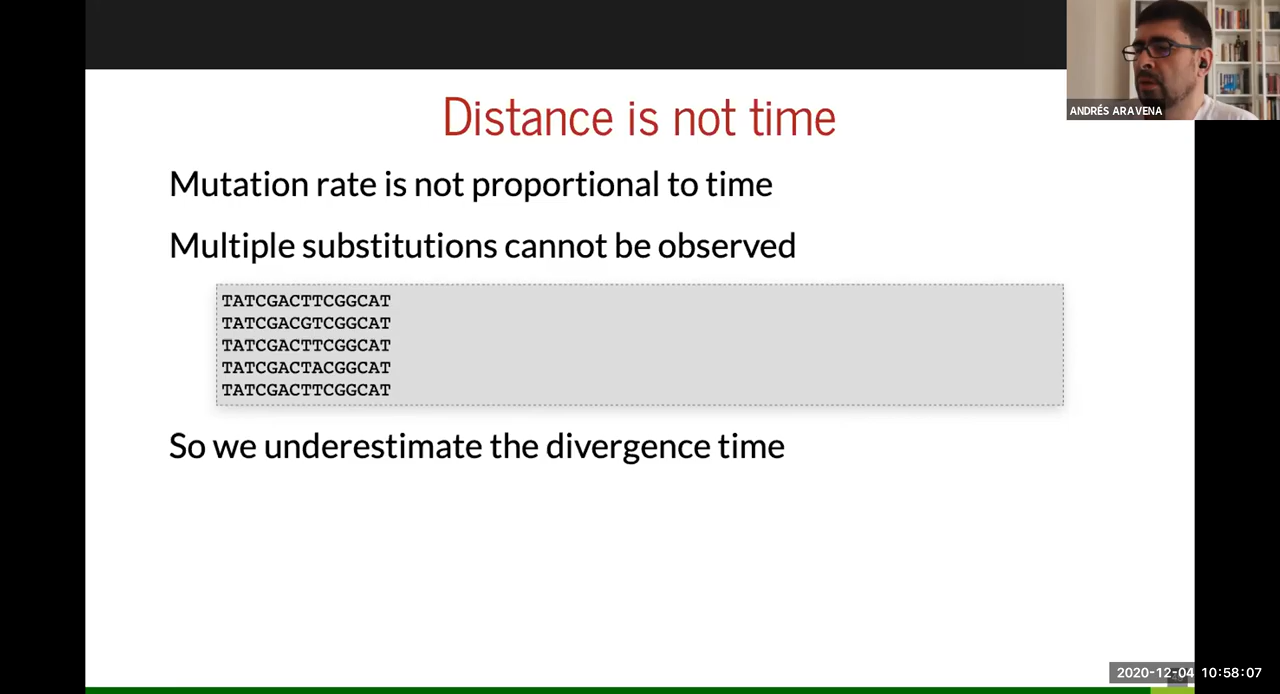 ANDRÉS ARAVENA
Distance is not time
Mutation rate is not proportional to time
Multiple substitutions cannot be observed
TATCGACTTCGGCAT
TATCGACGTCGGCAT
TATCGACTTCGGCAT
TATCGACTACGGCAT
TATCGACTTCGGCAT
So we underestimate the divergence time
2020-12-04 10:58:07